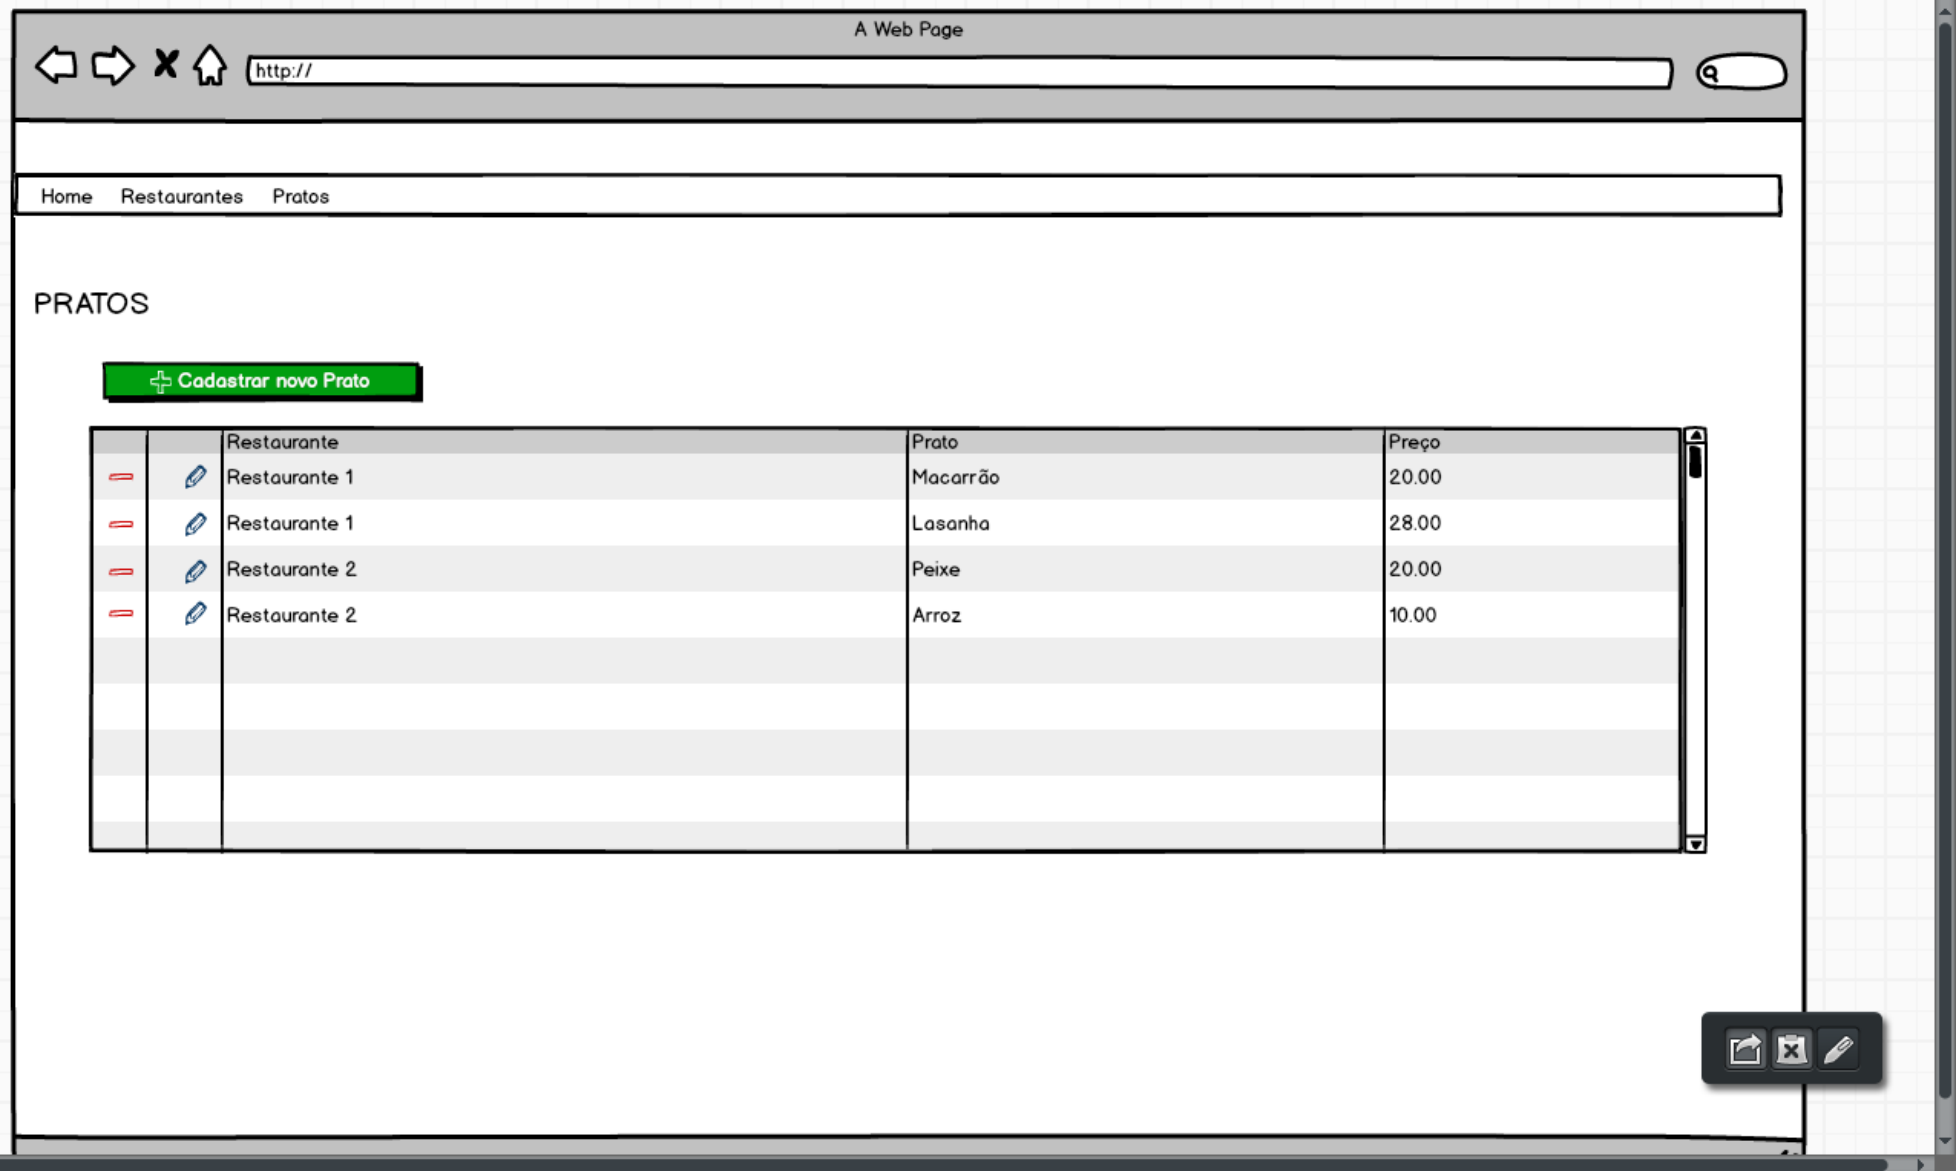 A Web Page
http://
Home Restaurantes Pratos
PRATOS
Cadastrar novo Prato
Restaurante Prato Preço
Restaurante 1 Macarrão 20.00
Restaurante 1 Lasanha 28.00
Restaurante 2 Peixe 20.00
Restaurante 2 Arroz 10.00